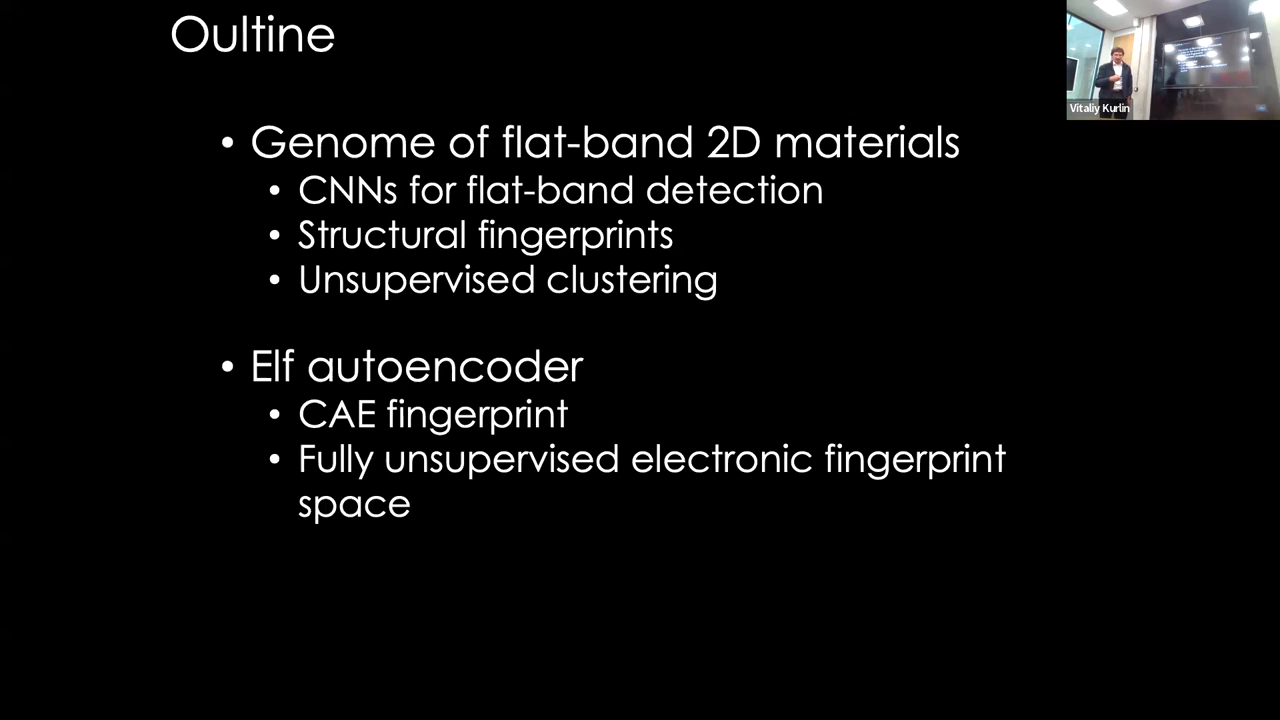 Oultine
• Genome of flat-band 2D materials
• CNNs for flat-band detection
• Structural fingerprints
• Unsupervised clustering
• Elf autoencoder
• CAE fingerprint
• Fully unsupervised electronic fingerprint
space
Vitaliy Kurlin